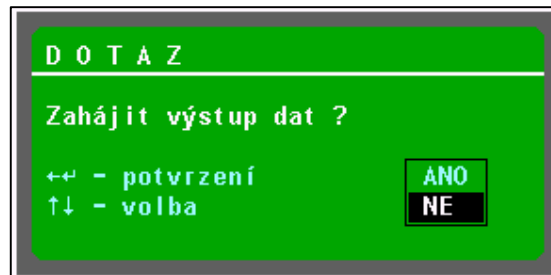 D O T A Z
Zahájit výstup dat ?
←↵ - potvrzení ANO
↑↓ - volba NE